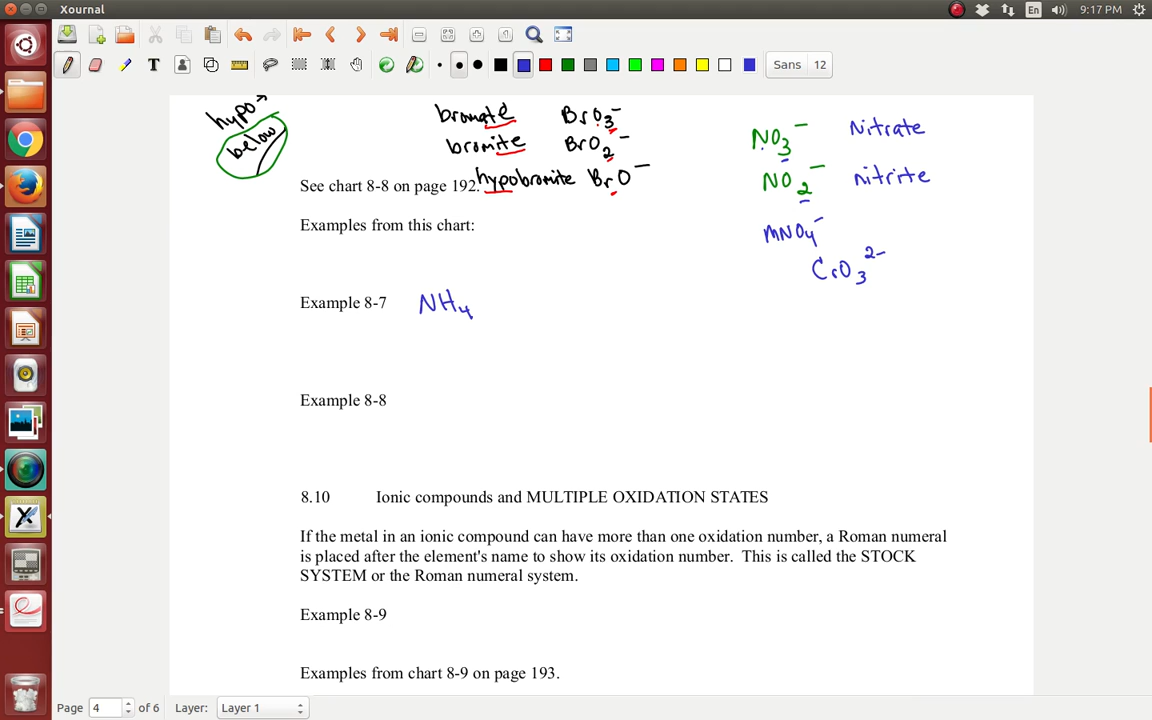 Xournal
En
9:17 PM
Sans 12
hypo →
below
bromate BrO3-
bromite BrO2-
hypobromite BrO-
NO3- Nitrate
NO2- nitrite
MNO4-
CrO3 2-
See chart 8-8 on page 192.
Examples from this chart:
Example 8-7 NH4
Example 8-8
8.10 Ionic compounds and MULTIPLE OXIDATION STATES
If the metal in an ionic compound can have more than one oxidation number, a Roman numeral
is placed after the element's name to show its oxidation number. This is called the STOCK
SYSTEM or the Roman numeral system.
Example 8-9
Examples from chart 8-9 on page 193.
Page 4 of 6 Layer: Layer 1